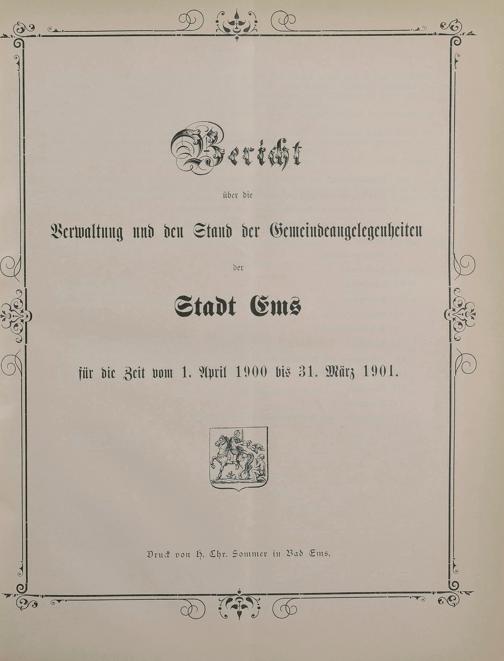 Bericht
über die
Verwaltung und den Stand der Gemeindeangelegenheiten
der
Stadt Ems
für die Zeit vom 1. April 1900 bis 31. März 1901.
Druck von H. Chr. Sommer in Bad Ems.